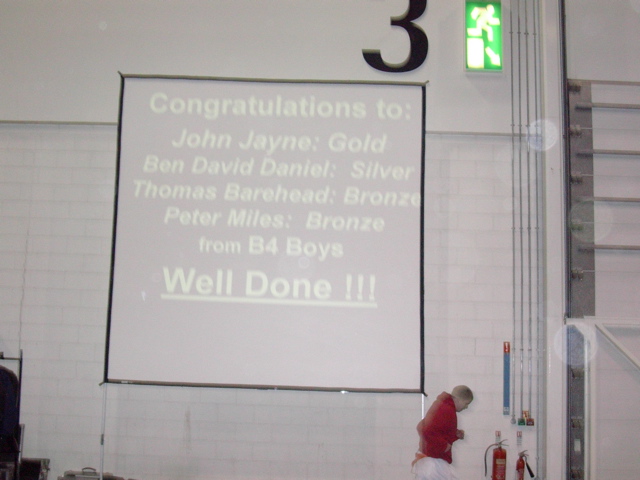 3
Congratulations to:
John Jayne: Gold
Ben David Daniel: Silver
Thomas Barehead: Bronze
Peter Miles: Bronze
from B4 Boys
Well Done !!!